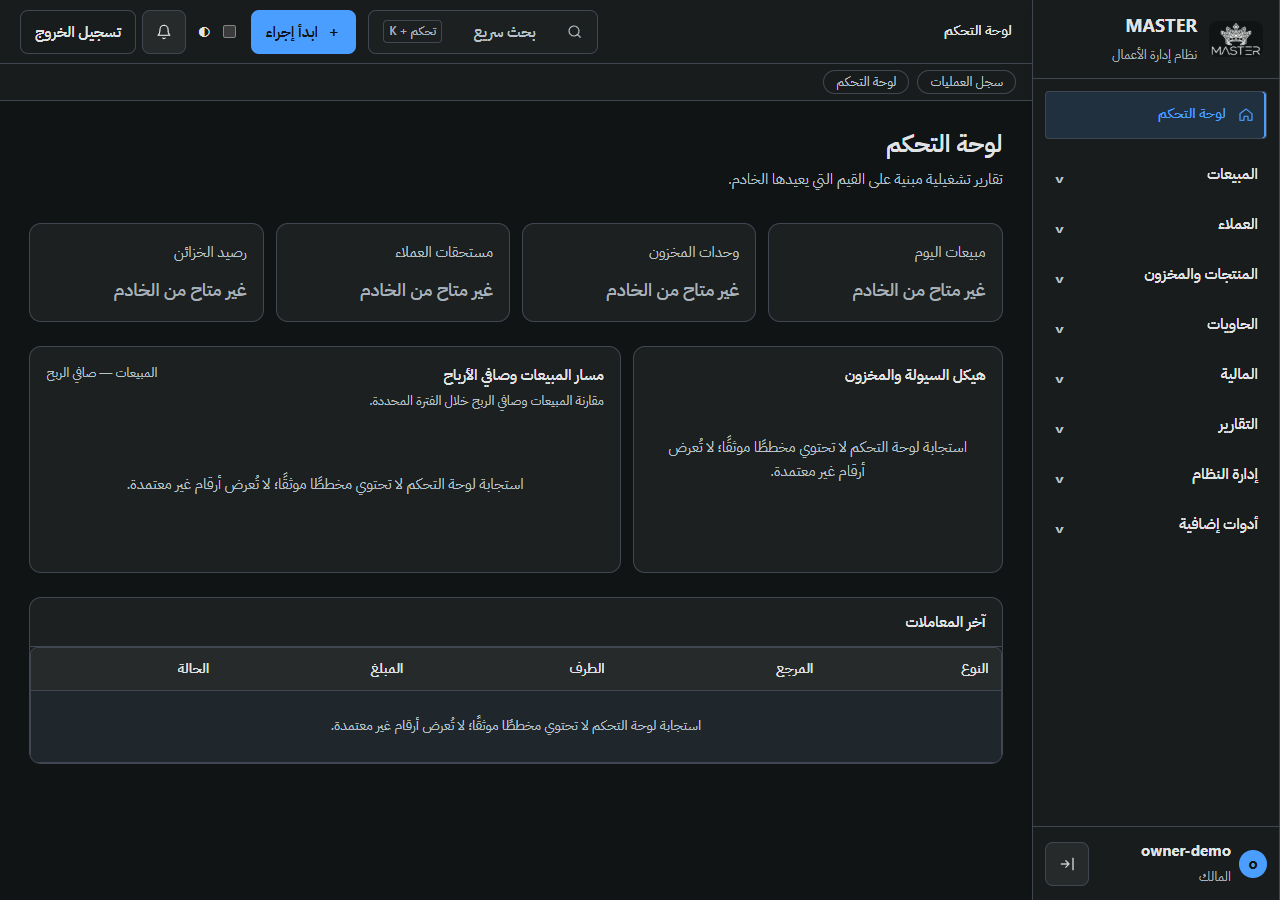 MASTER
MASTER
نظام إدارة الأعمال
لوحة التحكم
المبيعات
v
العملاء
v
المنتجات والمخزون
v
الحاويات
v
المالية
v
التقارير
v
إدارة النظام
v
أدوات إضافية
v
o
owner-demo
المالك
لوحة التحكم
بحث سريع
تحكم + K
+ ابدأ إجراء
تسجيل الخروج
سجل العمليات
لوحة التحكم
لوحة التحكم
تقارير تشغيلية مبنية على القيم التي يعيدها الخادم.
مبيعات اليوم
غير متاح من الخادم
وحدات المخزون
غير متاح من الخادم
مستحقات العملاء
غير متاح من الخادم
رصيد الخزائن
غير متاح من الخادم
هيكل السيولة والمخزون
استجابة لوحة التحكم لا تحتوي مخططًا موثقًا؛ لا تُعرض
أرقام غير معتمدة.
مسار المبيعات وصافي الأرباح
المبيعات — صافي الربح
مقارنة المبيعات وصافي الربح خلال الفترة المحددة.
استجابة لوحة التحكم لا تحتوي مخططًا موثقًا؛ لا تُعرض أرقام غير معتمدة.
آخر المعاملات
النوع المرجع الطرف المبلغ الحالة
استجابة لوحة التحكم لا تحتوي مخططًا موثقًا؛ لا تُعرض أرقام غير معتمدة.